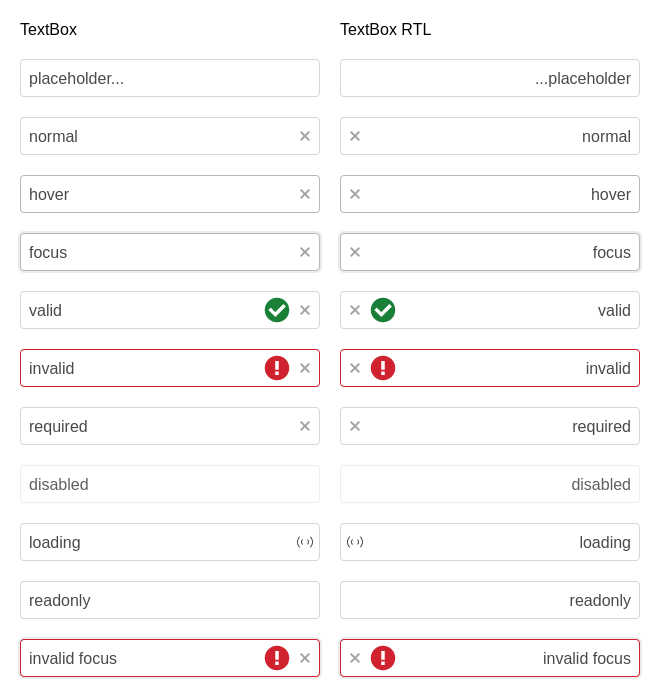 TextBox
placeholder...
normal
hover
focus
valid
invalid
required
disabled
loading
readonly
invalid focus
TextBox RTL
...placeholder
normal
hover
focus
valid
invalid
required
disabled
loading
readonly
invalid focus